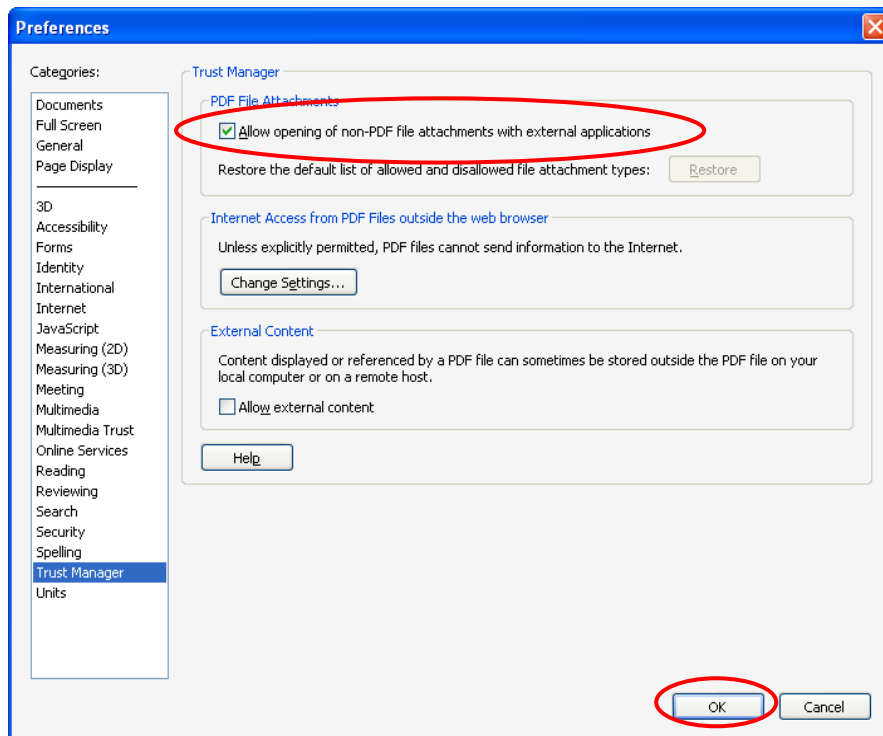 Preferences
Categories:
Documents
Full Screen
General
Page Display
3D
Accessibility
Forms
Identity
International
Internet
JavaScript
Measuring (2D)
Measuring (3D)
Meeting
Multimedia
Multimedia Trust
Online Services
Reading
Reviewing
Search
Security
Spelling
Trust Manager
Units
Trust Manager
PDF File Attachments
Allow opening of non-PDF file attachments with external applications
Restore the default list of allowed and disallowed file attachment types: Restore
Internet Access from PDF Files outside the web browser
Unless explicitly permitted, PDF files cannot send information to the Internet.
Change Settings...
External Content
Content displayed or referenced by a PDF file can sometimes be stored outside the PDF file on your
local computer or on a remote host.
Allow external content
Help
OK Cancel